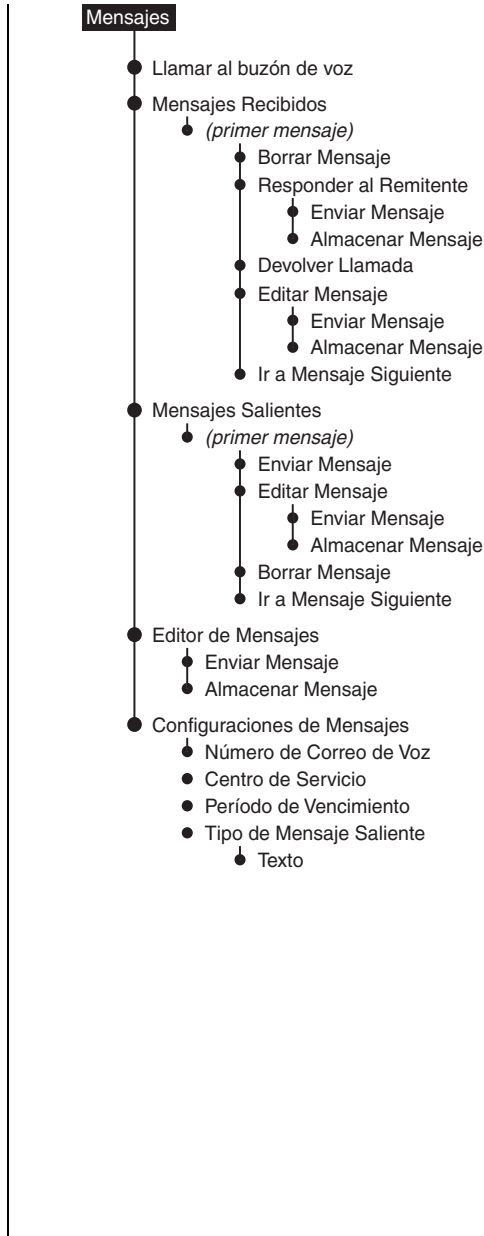 Mensajes
Llamar al buzón de voz
Mensajes Recibidos
(primer mensaje)
Borrar Mensaje
Responder al Remitente
Enviar Mensaje
Almacenar Mensaje
Devolver Llamada
Editar Mensaje
Enviar Mensaje
Almacenar Mensaje
Ir a Mensaje Siguiente
Mensajes Salientes
(primer mensaje)
Enviar Mensaje
Editar Mensaje
Enviar Mensaje
Almacenar Mensaje
Borrar Mensaje
Ir a Mensaje Siguiente
Editor de Mensajes
Enviar Mensaje
Almacenar Mensaje
Configuraciones de Mensajes
Número de Correo de Voz
Centro de Servicio
Período de Vencimiento
Tipo de Mensaje Saliente
Texto